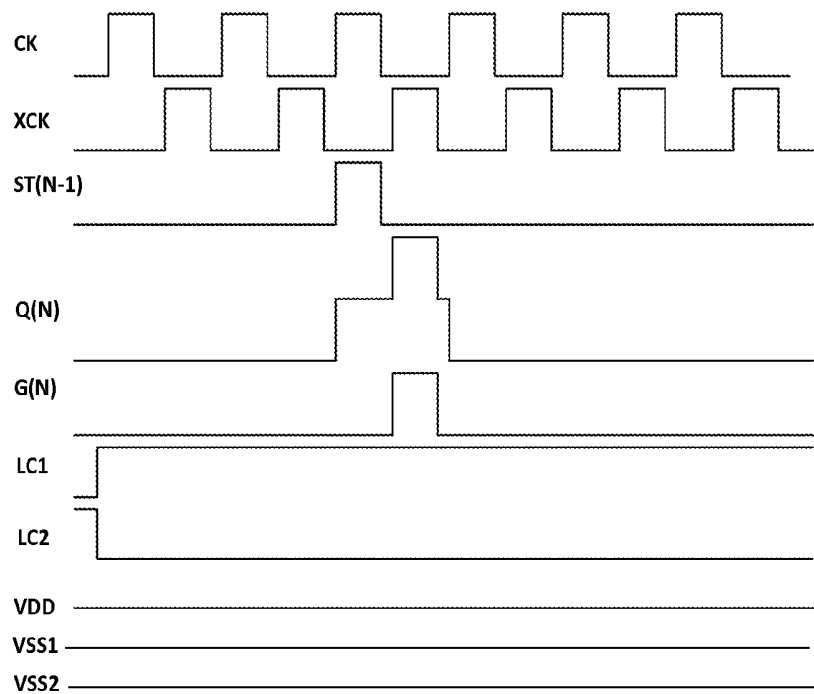 CK
XCK
ST(N-1)
Q(N)
G(N)
LC1
LC2
VDD
VSS1
VSS2